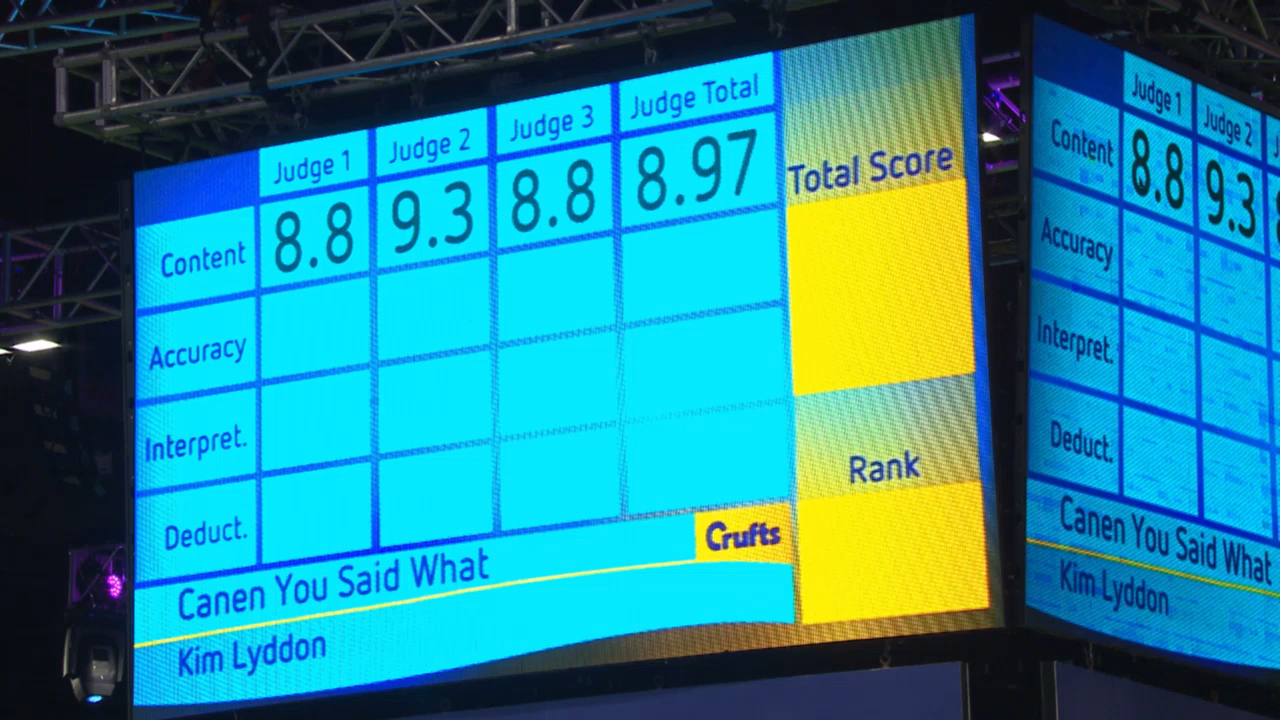 Judge 1 Judge 2 Judge 3 Judge Total
Total Score
Content 8.8 9.3 8.8 8.97
Accuracy
Interpret.
Rank
Deduct.
Crufts
Canen You Said What
Kim Lyddon
Judge 1 Judge 2
Content 8.8 9.3
Accuracy
Interpret.
Deduct.
Canen You Said What
Kim Lyddon